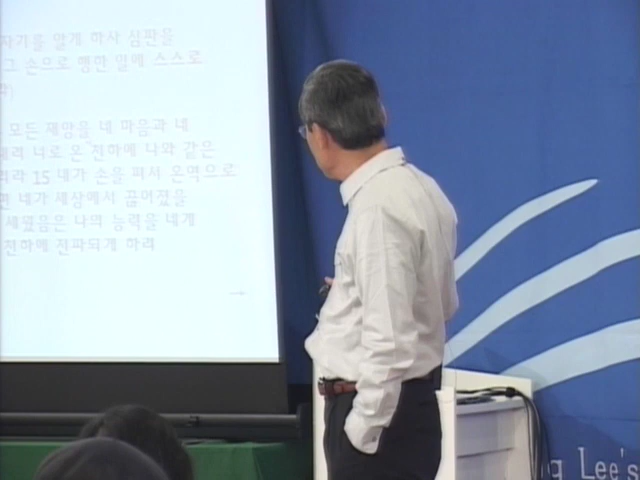 자기를 알게 하사 심판을
그 손으로 행한 일에 스스로
모든 재앙을 네 마음과 네
내려 너로 온 천하에 나와 같은
15 네가 손을 펴서 온역으로
면 네가 세상에서 끊어졌을
세웠음은 나의 능력을 네게
천하에 전파되게 하려
Lee's